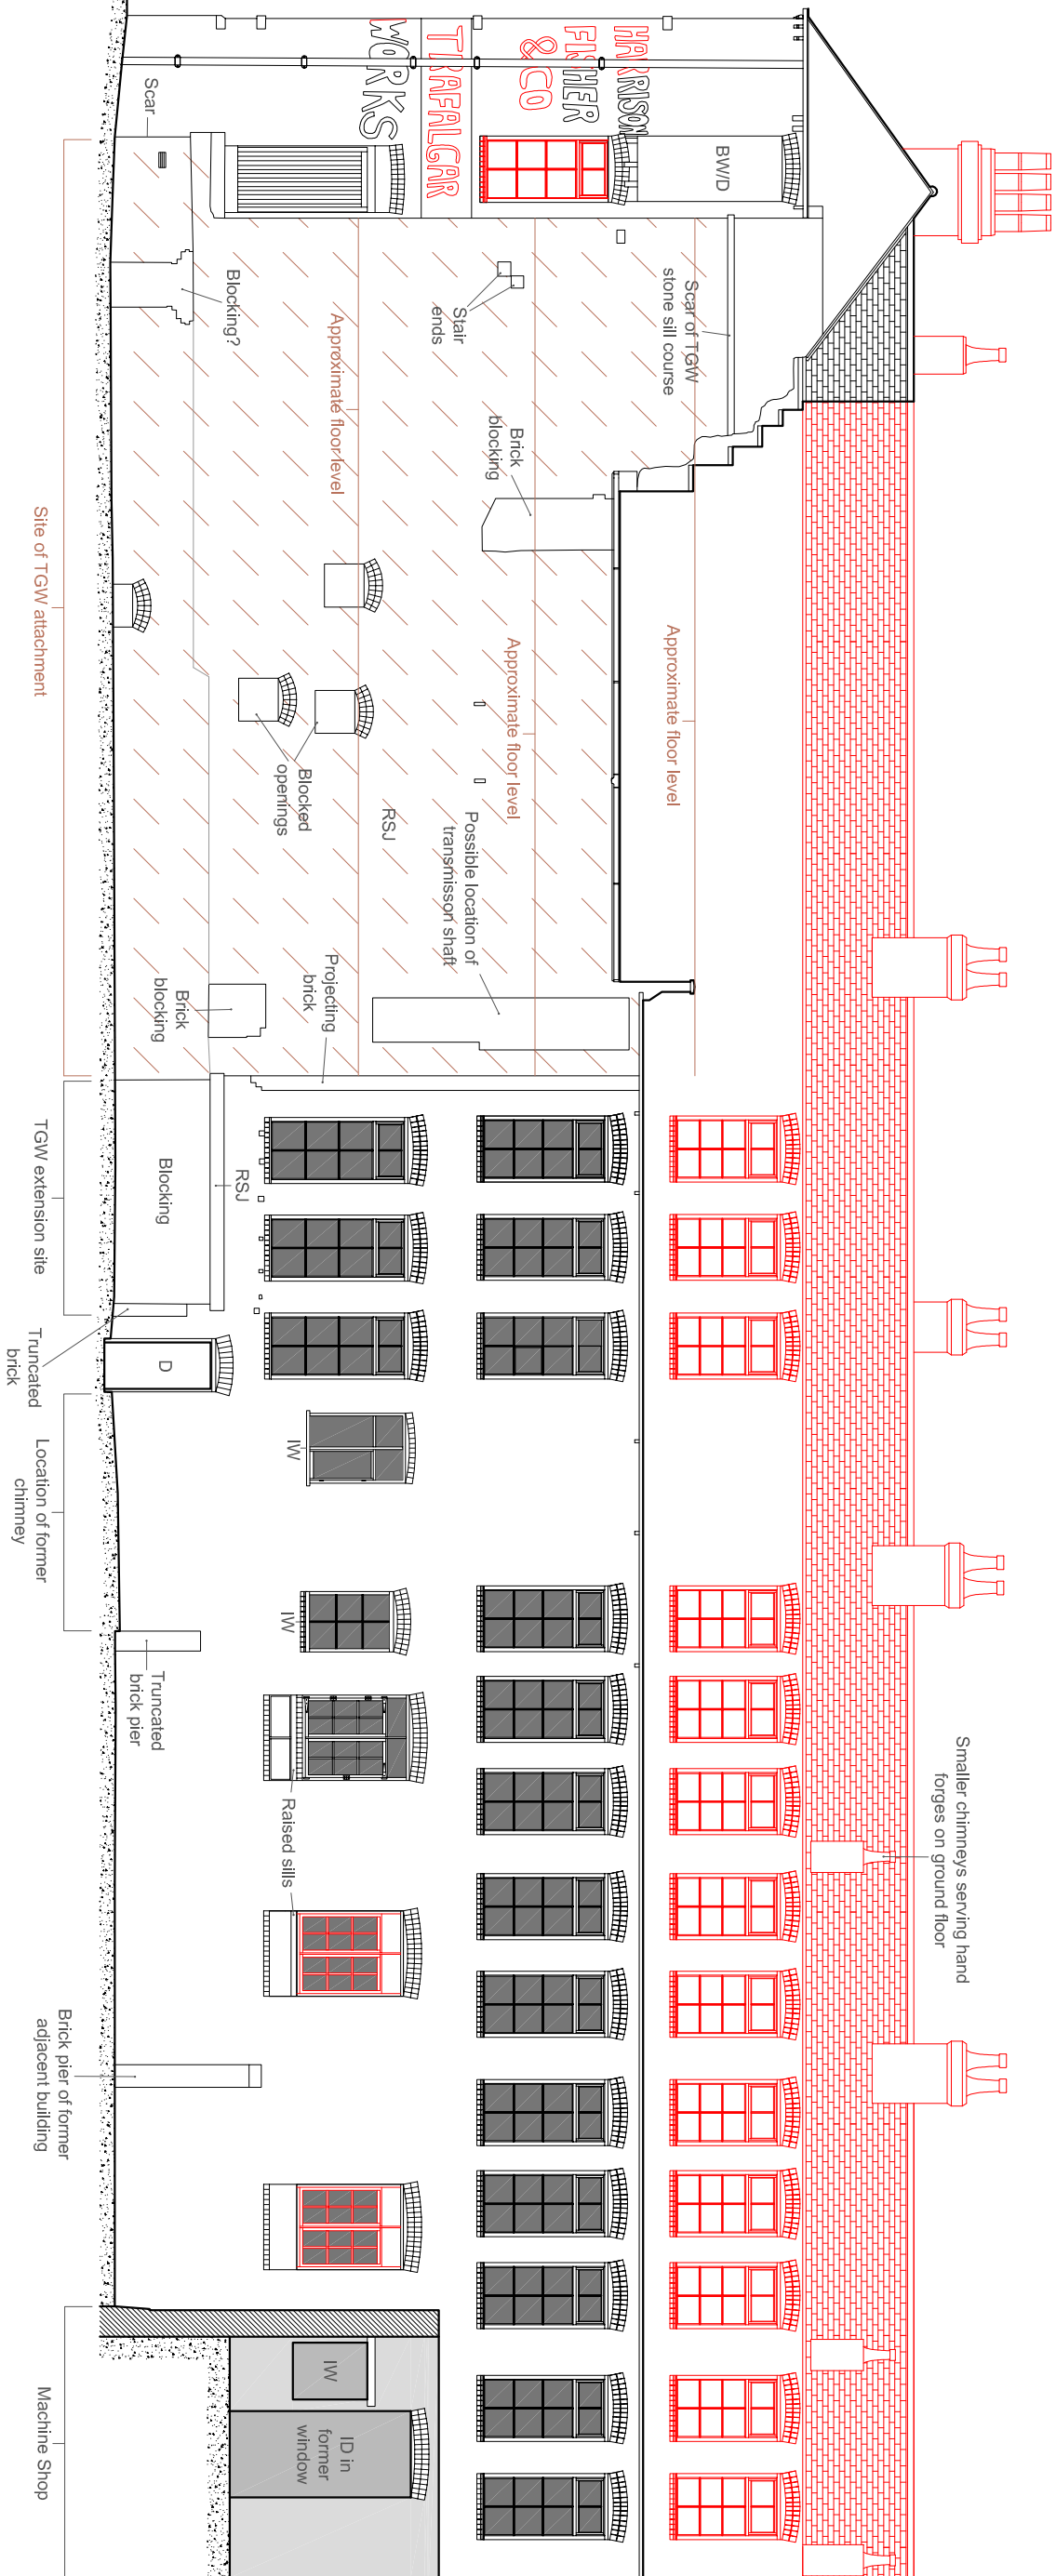 HARRISON
FISHER
&CO
TRAFALGAR
WORKS
BW/D
Scar
Blocking?
Stair
ends
Scar of TGW
stone sill course
Approximate floor level
Brick
blocking
Approximate floor level
Approximate floor level
Site of TGW attachment
Blocked
openings
RSJ
Possible location of
transmisson shaft
Projecting
brick
Brick
blocking
RSJ
Blocking
TGW extension site
D
Truncated
brick
IW
Location of former
chimney
IW
Truncated
brick pier
Raised sills
Smaller chimneys serving hand
forges on ground floor
Brick pier of former
adjacent building
IW
ID in
former
window
Machine Shop